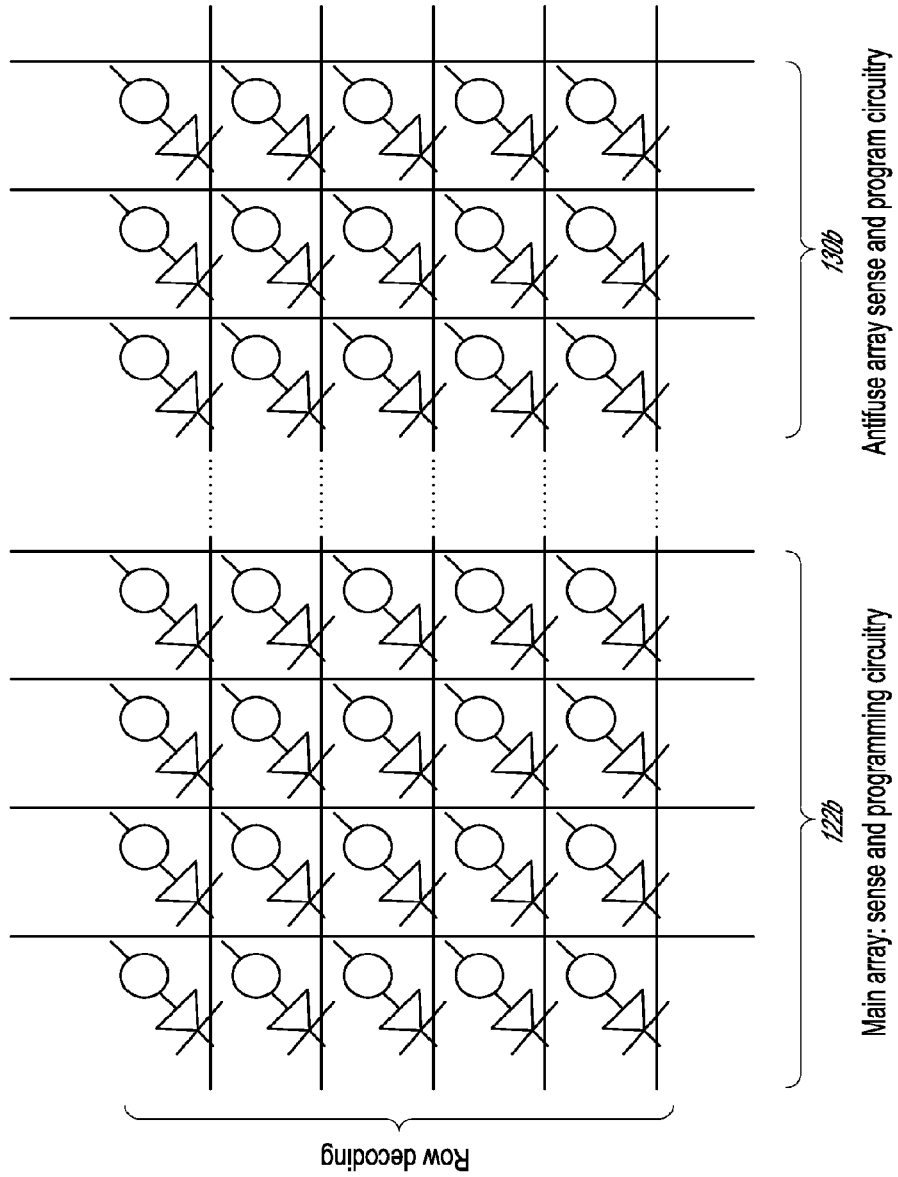 Row decoding
122b
Main array: sense and programming circuitry
130b
Antifuse array sense and program circuitry